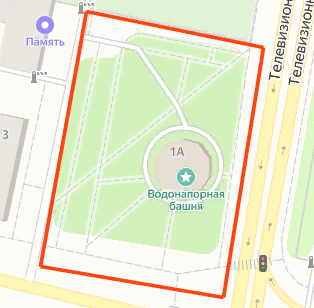 Память
Телевизион
Телевизионн
3
1А
Водонапорная
башня